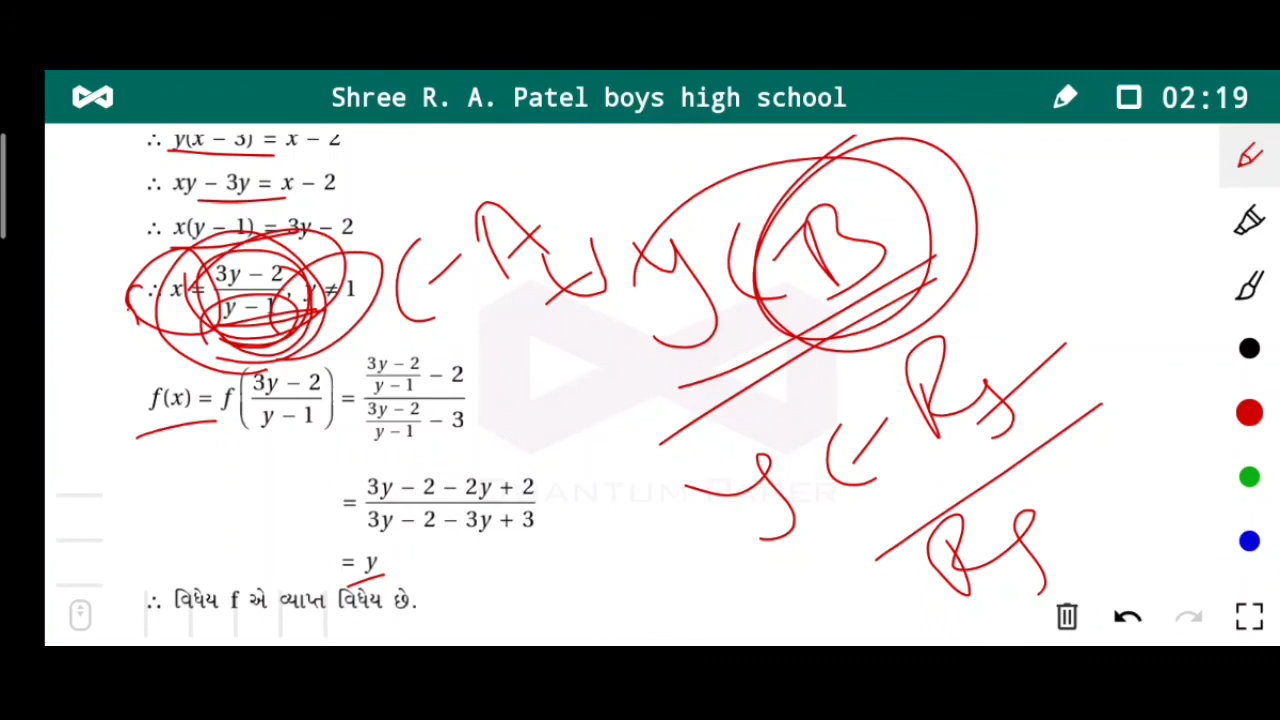 Shree R. A. Patel boys high school
02:19
∴ y(x − 3) = x − 2
∴ xy − 3y = x − 2
∴ x(y − 1) = 3y − 2
∴ x = (3y − 2)/(y − 1), y ≠ 1
f(x) = f((3y − 2)/(y − 1)) = ((3y − 2)/(y − 1) − 2)/((3y − 2)/(y − 1) − 3)
= (3y − 2 − 2y + 2)/(3y − 2 − 3y + 3)
= y
∴ વિધેય f એ વ્યાપ્ત વિધેય છે.